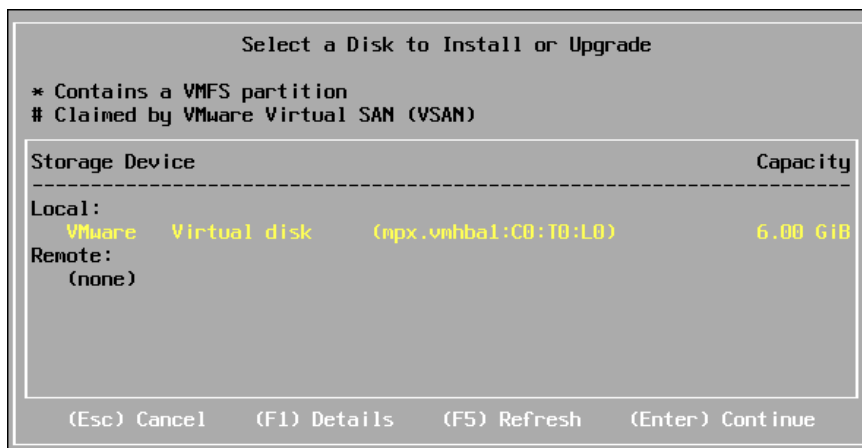 Select a Disk to Install or Upgrade
* Contains a VMFS partition
# Claimed by VMware Virtual SAN (VSAN)
Storage Device Capacity
--------------------------------------------------------------------
Local:
VMware Virtual disk (mpx.vmhba1:C0:T0:L0) 6.00 GiB
Remote:
(none)
(Esc) Cancel (F1) Details (F5) Refresh (Enter) Continue